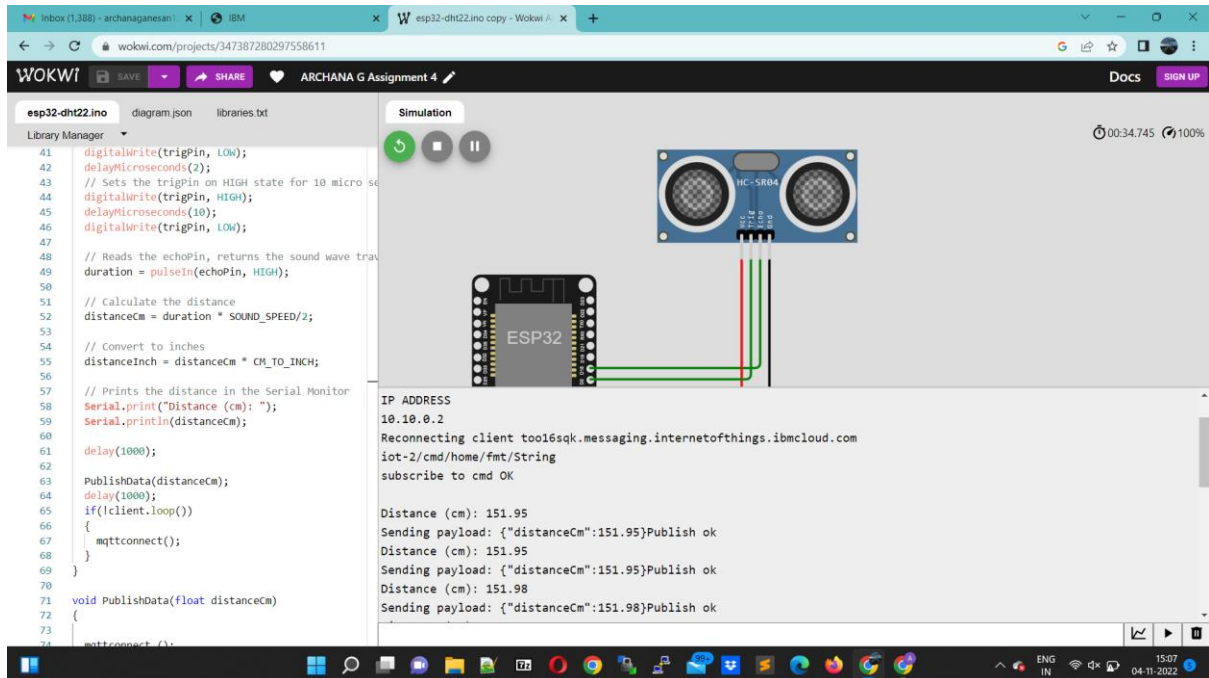 Inbox (1,388) - archanaganesan1
IBM
esp32-dht22.ino copy - Wokwi A
wokwi.com/projects/347387280297558611
WOKWI SAVE SHARE ARCHANA G Assignment 4 Docs SIGN UP
esp32-dht22.ino diagram.json libraries.txt
Library Manager
41 digitalWrite(trigPin, LOW);
42 delayMicroseconds(2);
43 // Sets the trigPin on HIGH state for 10 micro se
44 digitalWrite(trigPin, HIGH);
45 delayMicroseconds(10);
46 digitalWrite(trigPin, LOW);
47
48 // Reads the echoPin, returns the sound wave trav
49 duration = pulseIn(echoPin, HIGH);
50
51 // Calculate the distance
52 distanceCm = duration * SOUND_SPEED/2;
53
54 // Convert to inches
55 distanceInch = distanceCm * CM_TO_INCH;
56
57 // Prints the distance in the Serial Monitor
58 Serial.print("Distance (cm): ");
59 Serial.println(distanceCm);
60
61 delay(1000);
62
63 PublishData(distanceCm);
64 delay(1000);
65 if(!client.loop())
66 {
67 mqttconnect();
68 }
69 }
70
71 void PublishData(float distanceCm)
72 {
73
74 mqttconnect ();
Simulation
00:34.745 100%
HC-SR04
Vcc
Trig
Echo
Gnd
ESP32
IP ADDRESS
10.10.0.2
Reconnecting client too16sqk.messaging.internetofthings.ibmcloud.com
iot-2/cmd/home/fmt/String
subscribe to cmd OK
Distance (cm): 151.95
Sending payload: {"distanceCm":151.95}Publish ok
Distance (cm): 151.95
Sending payload: {"distanceCm":151.95}Publish ok
Distance (cm): 151.98
Sending payload: {"distanceCm":151.98}Publish ok
99+
ENG
IN
15:07
04-11-2022